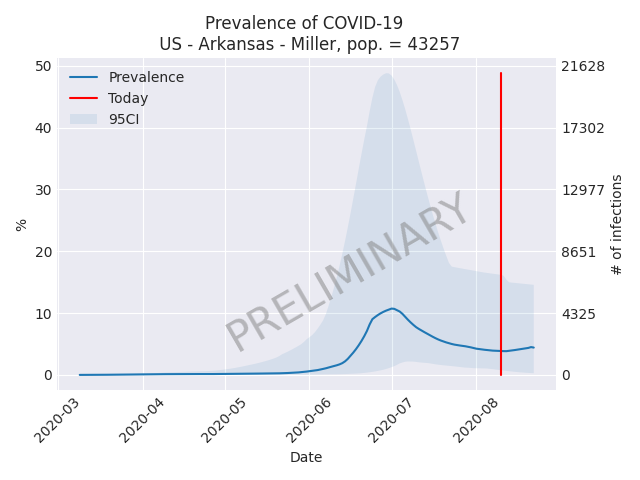 Prevalence of COVID-19
US - Arkansas - Miller, pop. = 43257
Prevalence
Today
95CI
PRELIMINARY
%
50
40
30
20
10
0
# of infections
21628
17302
12977
8651
4325
0
2020-03
2020-04
2020-05
2020-06
2020-07
2020-08
Date